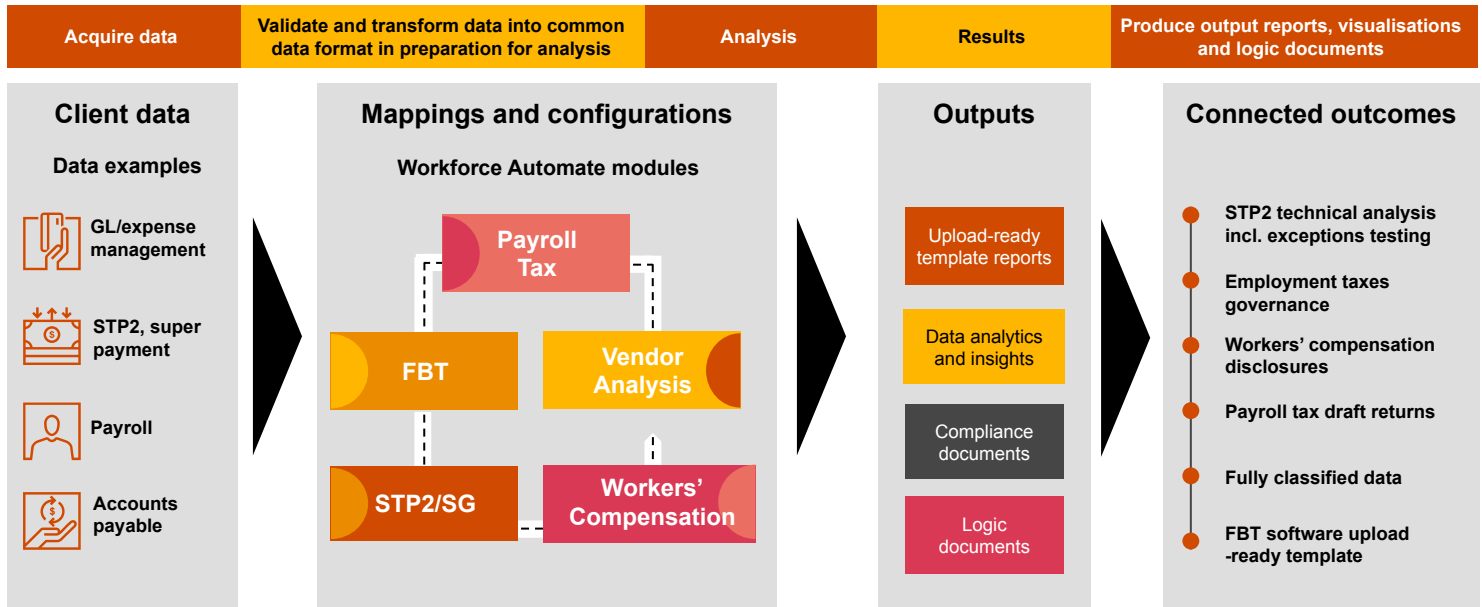 Acquire data
Validate and transform data into common
data format in preparation for analysis
Analysis
Results
Produce output reports, visualisations
and logic documents
Client data
Data examples
GL/expense
management
STP2, super
payment
Payroll
Accounts
payable
Mappings and configurations
Workforce Automate modules
Payroll
Tax
FBT
Vendor
Analysis
STP2/SG
Workers’
Compensation
Outputs
Upload-ready
template reports
Data analytics
and insights
Compliance
documents
Logic
documents
Connected outcomes
STP2 technical analysis
incl. exceptions testing
Employment taxes
governance
Workers’ compensation
disclosures
Payroll tax draft returns
Fully classified data
FBT software upload
-ready template